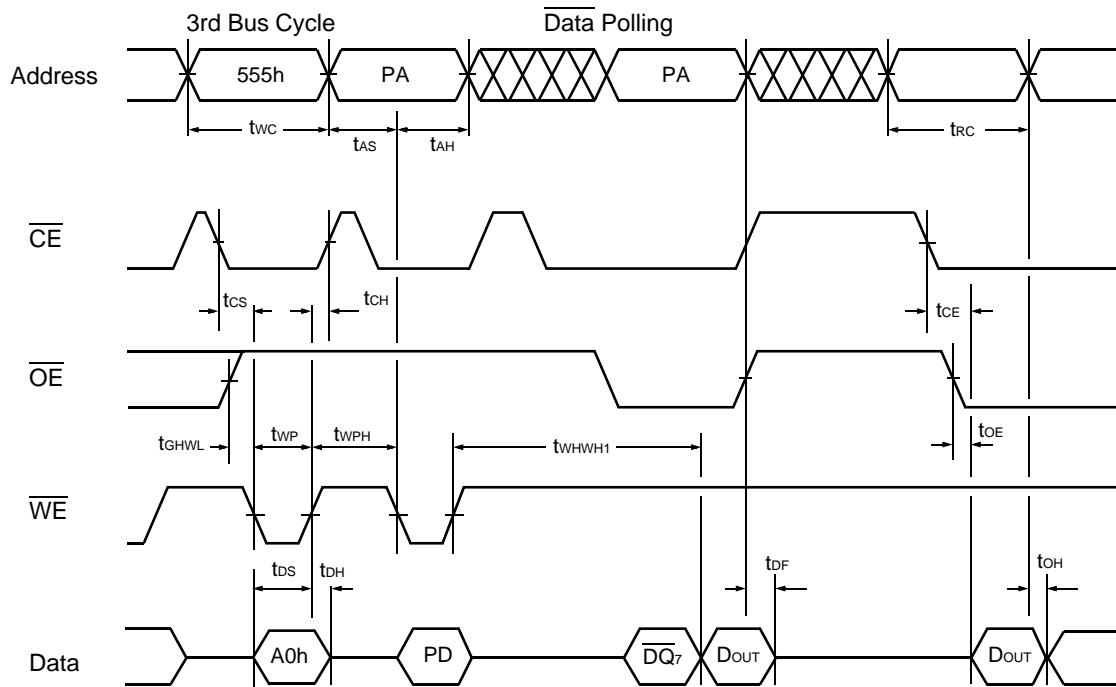 3rd Bus Cycle Data Polling
Address 555h PA PA
tWC tAS tAH tRC
CE
tCS tCH tCE
OE
tGHWL tWP tWPH tWHWH1 tOE
WE
tDS tDH tDF tOH
Data A0h PD DQ7 DOUT DOUT